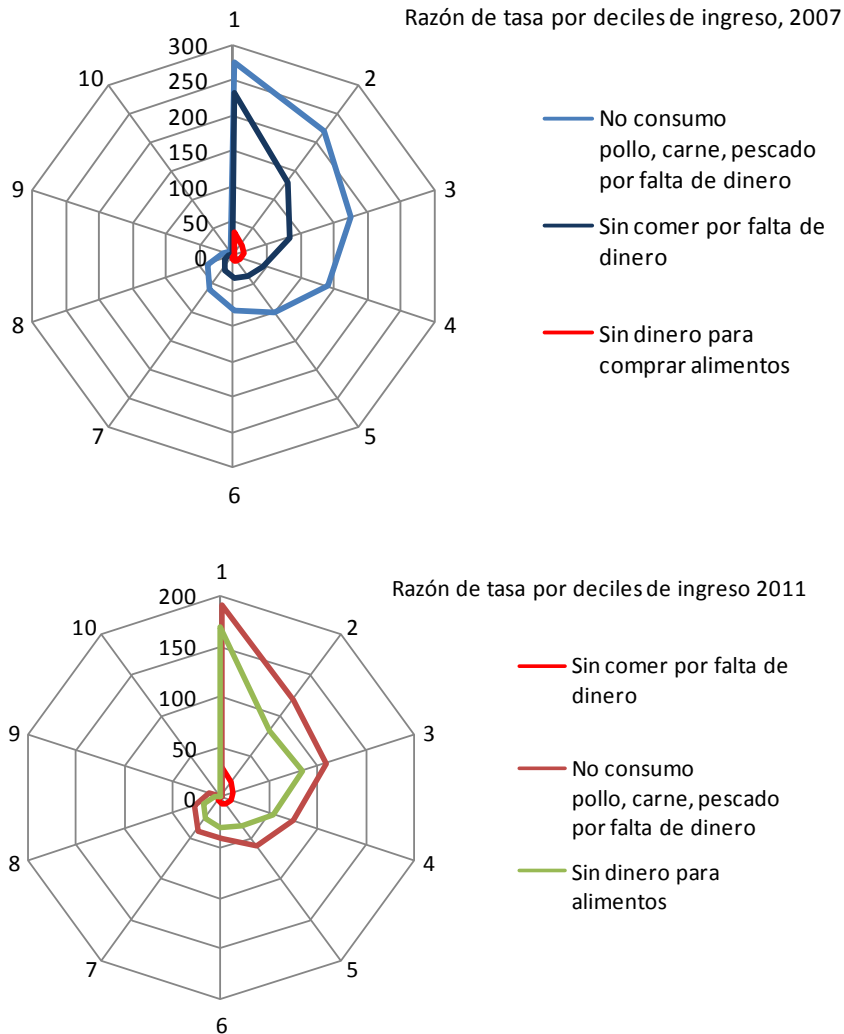 Razón de tasa por deciles de ingreso, 2007
1
2
3
4
5
6
7
8
9
10
300
250
200
150
100
50
0
No consumo
pollo, carne, pescado
por falta de dinero
Sin comer por falta de
dinero
Sin dinero para
comprar alimentos
Razón de tasa por deciles de ingreso 2011
1
2
3
4
5
6
7
8
9
10
200
150
100
50
0
Sin comer por falta de
dinero
No consumo
pollo, carne, pescado
por falta de dinero
Sin dinero para
alimentos